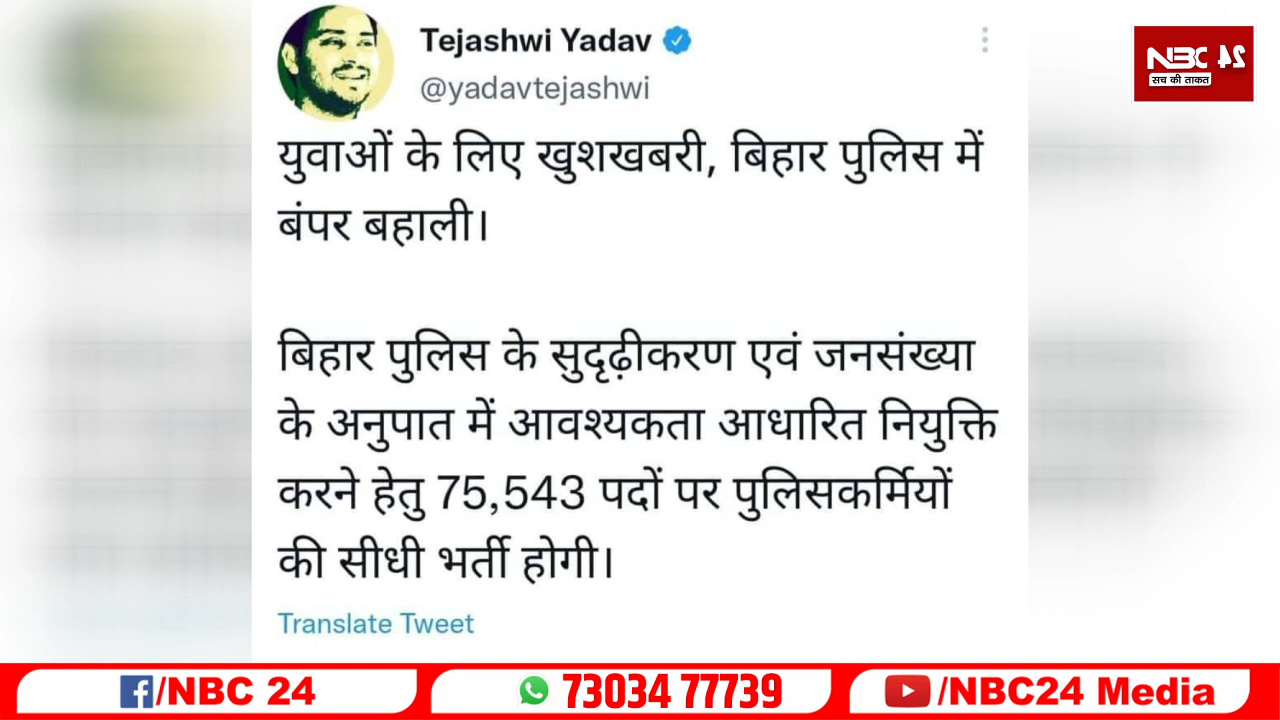 Tejashwi Yadav
@yadavtejashwi
NBC 24
सच की ताकत
युवाओं के लिए खुशखबरी, बिहार पुलिस में
बंपर बहाली।
बिहार पुलिस के सुदृढ़ीकरण एवं जनसंख्या
के अनुपात में आवश्यकता आधारित नियुक्ति
करने हेतु 75,543 पदों पर पुलिसकर्मियों
की सीधी भर्ती होगी।
Translate Tweet
/NBC 24
73034 77739
/NBC24 Media